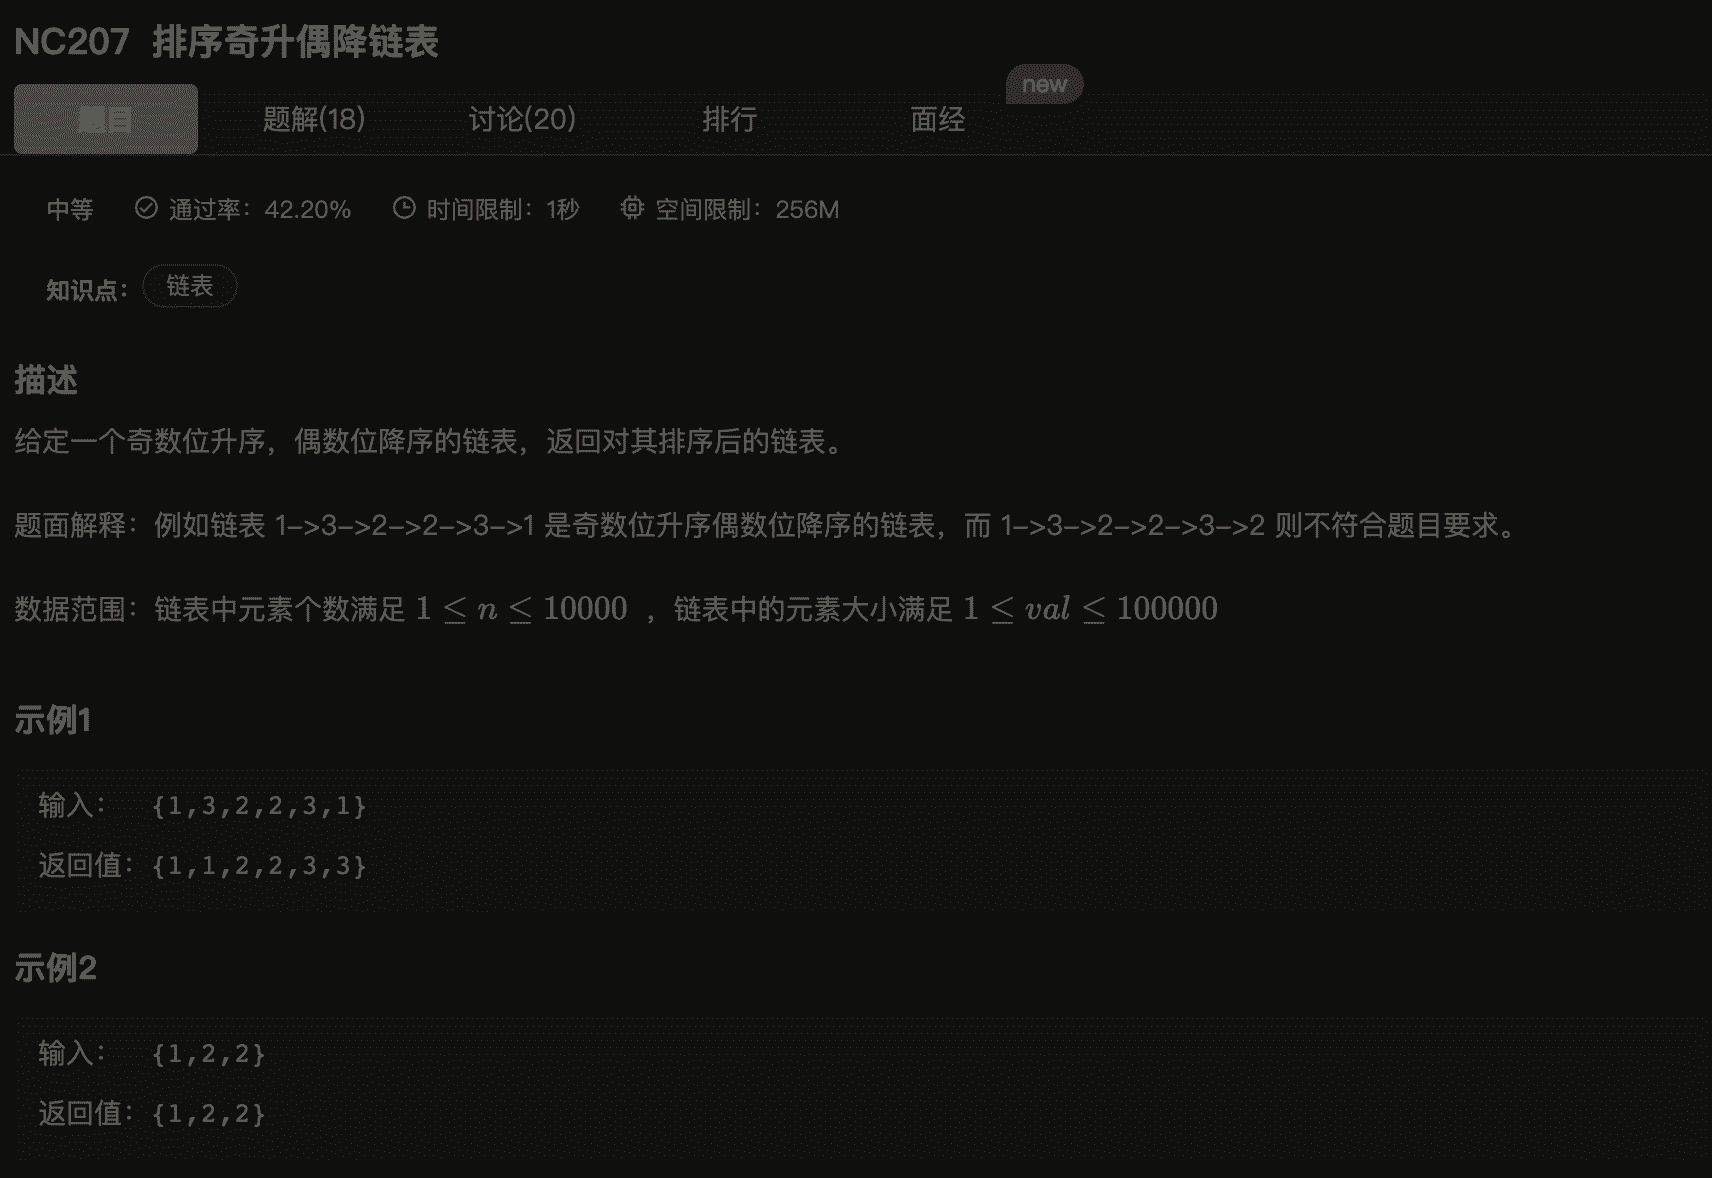 NC207 排序奇升偶降链表
new
题目 题解(18) 讨论(20) 排行 面经
中等 通过率：42.20% 时间限制：1秒 空间限制：256M
知识点： 链表
描述
给定一个奇数位升序，偶数位降序的链表，返回对其排序后的链表。
题面解释：例如链表 1->3->2->2->3->1 是奇数位升序偶数位降序的链表，而 1->3->2->2->3->2 则不符合题目要求。
数据范围：链表中元素个数满足 1 ≤ n ≤ 10000 ，链表中的元素大小满足 1 ≤ val ≤ 100000
示例1
输入： {1,3,2,2,3,1}
返回值：{1,1,2,2,3,3}
示例2
输入： {1,2,2}
返回值：{1,2,2}